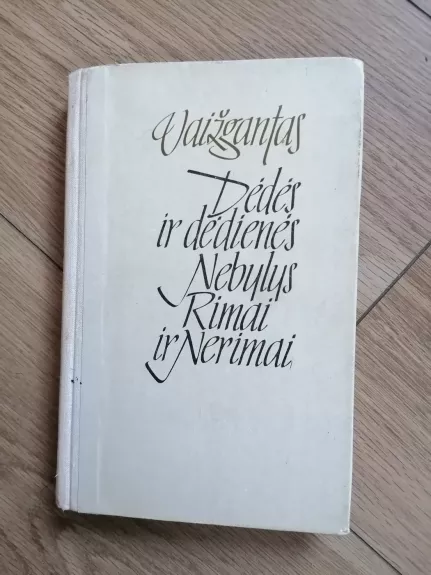 Vaižgantas
Dėdės
ir dėdienės
Nebylys
Rimai
ir Nerimai